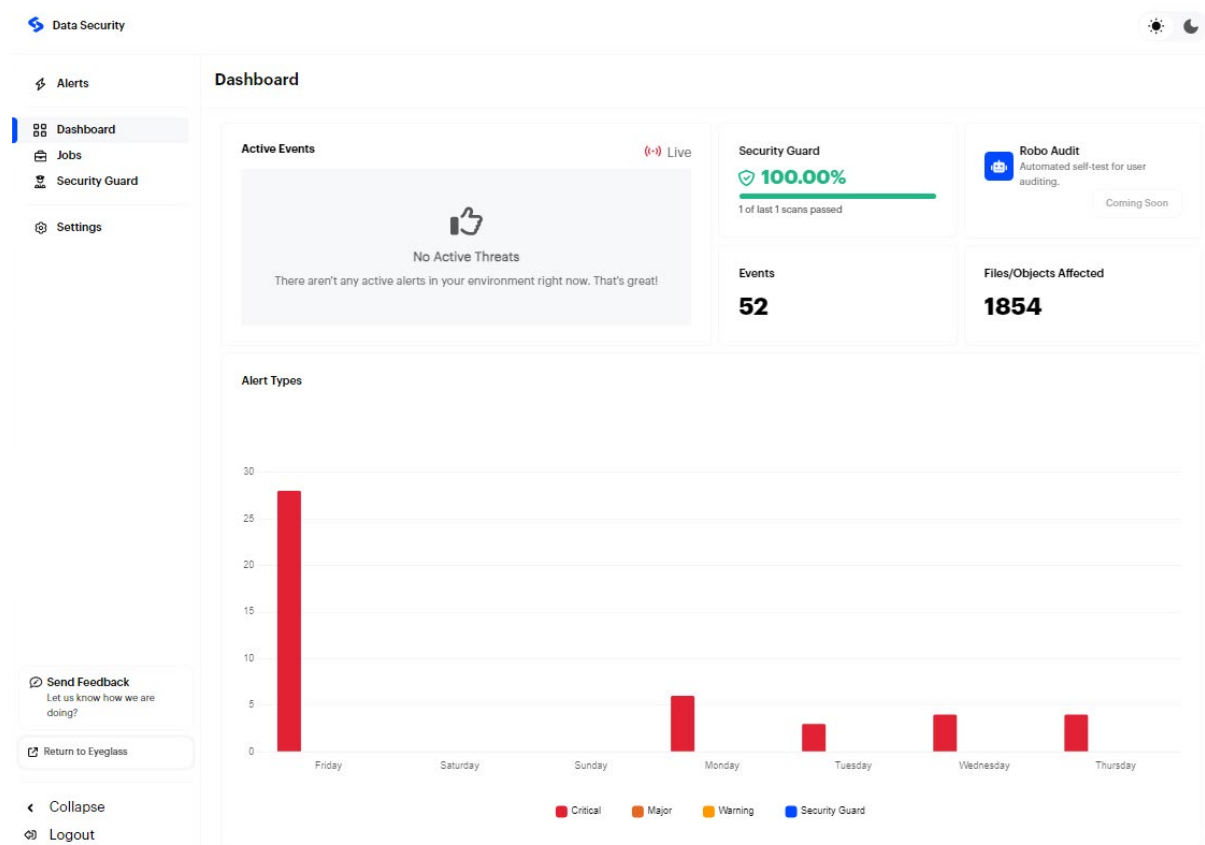 Data Security
Alerts
Dashboard
Jobs
Security Guard
Settings
Send Feedback
Let us know how we are
doing?
Return to Eyeglass
Collapse
Logout
Dashboard
Active Events
Live
No Active Threats
There aren't any active alerts in your environment right now. That's great!
Security Guard
100.00%
1 of last 1 scans passed
Robo Audit
Automated self-test for user
auditing.
Coming Soon
Events
52
Files/Objects Affected
1854
Alert Types
30
25
20
15
10
5
0
Friday Saturday Sunday Monday Tuesday Wednesday Thursday
Critical Major Warning Security Guard